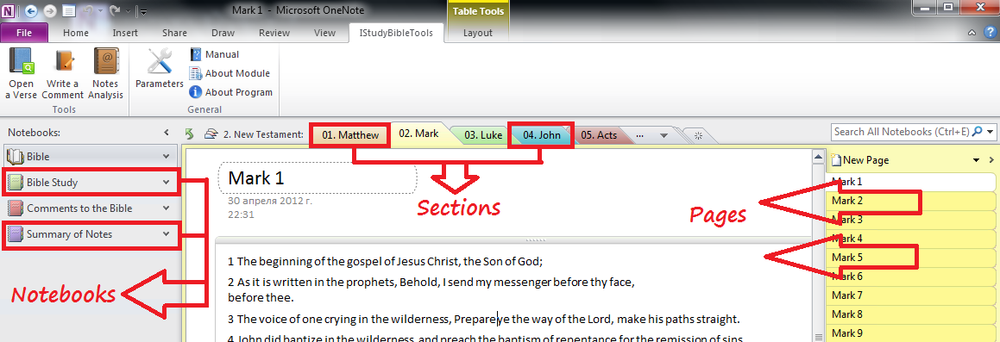 Mark 1 - Microsoft OneNote
Table Tools
File Home Insert Share Draw Review View IStudyBibleTools Layout
Open a Verse
Write a Comment
Notes Analysis
Tools
Parameters
Manual
About Module
About Program
General
Notebooks:
Bible
Bible Study
Comments to the Bible
Summary of Notes
Notebooks
2. New Testament: 01. Matthew 02. Mark 03. Luke 04. John 05. Acts ...
Search All Notebooks (Ctrl+E)
Sections
Mark 1
30 апреля 2012 г.
22:31
1 The beginning of the gospel of Jesus Christ, the Son of God;
2 As it is written in the prophets, Behold, I send my messenger before thy face,
before thee.
3 The voice of one crying in the wilderness, Prepare ye the way of the Lord, make his paths straight.
4 John did baptize in the wilderness, and preach the baptism of repentance for the remission of sins
Pages
New Page
Mark 1
Mark 2
Mark 3
Mark 4
Mark 5
Mark 6
Mark 7
Mark 8
Mark 9